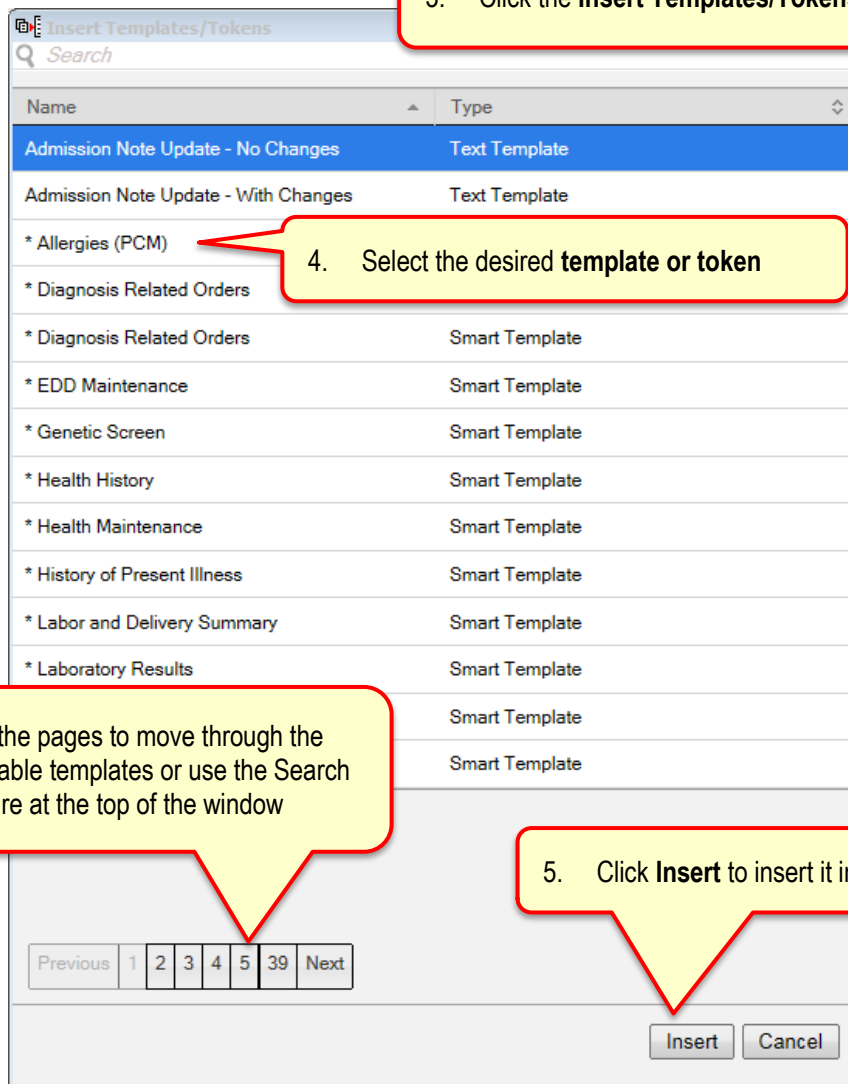 3. Click the Insert Templates/Tokens
Insert Templates/Tokens
Search
Name Type
Admission Note Update - No Changes Text Template
Admission Note Update - With Changes Text Template
* Allergies (PCM)
4. Select the desired template or token
* Diagnosis Related Orders
* Diagnosis Related Orders Smart Template
* EDD Maintenance Smart Template
* Genetic Screen Smart Template
* Health History Smart Template
* Health Maintenance Smart Template
* History of Present Illness Smart Template
* Labor and Delivery Summary Smart Template
* Laboratory Results Smart Template
Smart Template
Smart Template
the pages to move through the
able templates or use the Search
re at the top of the window
5. Click Insert to insert it
Previous 1 2 3 4 5 39 Next
Insert Cancel